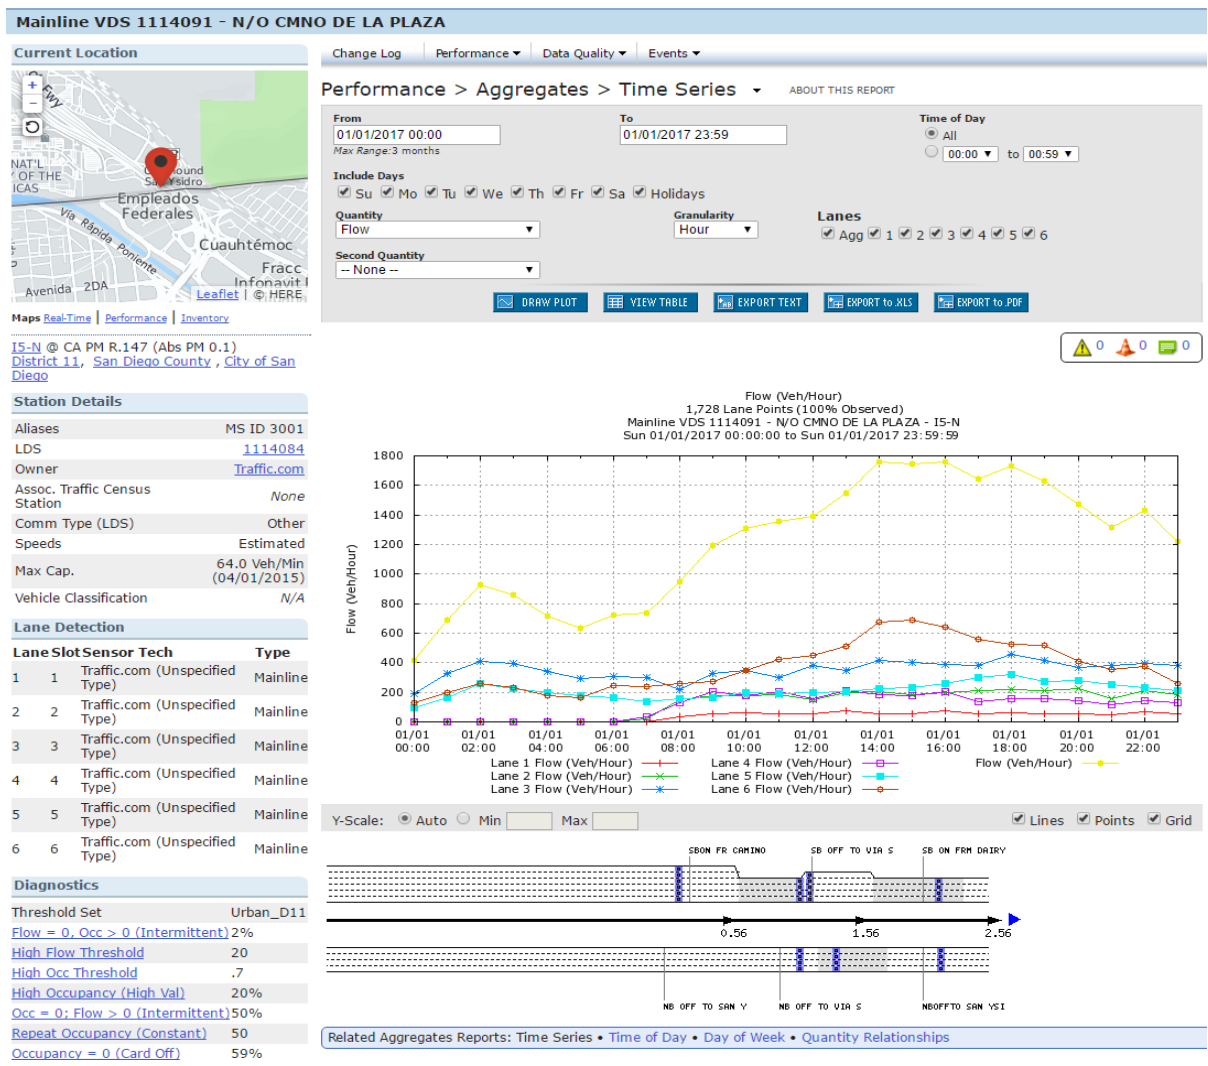 Mainline VDS 1114091 - N/O CMNO DE LA PLAZA
Current Location
+
−
Fwy
NAT'L
OF THE
ICAS
ound
Sa Ysidro
Empleados
Federales
Vía Rápida Poniente
Cuauhtémoc
Fracc
Infonavit
Avenida 2DA
Leaflet | © HERE
Maps Real-Time | Performance | Inventory
I5-N @ CA PM R.147 (Abs PM 0.1)
District 11, San Diego County , City of San
Diego
Station Details
Aliases MS ID 3001
LDS 1114084
Owner Traffic.com
Assoc. Traffic Census
Station None
Comm Type (LDS) Other
Speeds Estimated
Max Cap. 64.0 Veh/Min
(04/01/2015)
Vehicle Classification N/A
Lane Detection
Lane Slot Sensor Tech Type
1 1 Traffic.com (Unspecified
Type) Mainline
2 2 Traffic.com (Unspecified
Type) Mainline
3 3 Traffic.com (Unspecified
Type) Mainline
4 4 Traffic.com (Unspecified
Type) Mainline
5 5 Traffic.com (Unspecified
Type) Mainline
6 6 Traffic.com (Unspecified
Type) Mainline
Diagnostics
Threshold Set Urban_D11
Flow = 0, Occ > 0 (Intermittent) 2%
High Flow Threshold 20
High Occ Threshold .7
High Occupancy (High Val) 20%
Occ = 0; Flow > 0 (Intermittent) 50%
Repeat Occupancy (Constant) 50
Occupancy = 0 (Card Off) 59%
Change Log Performance Data Quality Events
Performance > Aggregates > Time Series ABOUT THIS REPORT
From To Time of Day
01/01/2017 00:00 01/01/2017 23:59 All
Max Range:3 months 00:00 to 00:59
Include Days
Su Mo Tu We Th Fr Sa Holidays
Quantity Granularity Lanes
Flow Hour Agg 1 2 3 4 5 6
Second Quantity
-- None --
DRAW PLOT VIEW TABLE EXPORT TEXT EXPORT to .XLS EXPORT to .PDF
0 0 0
Flow (Veh/Hour)
1,728 Lane Points (100% Observed)
Mainline VDS 1114091 - N/O CMNO DE LA PLAZA - I5-N
Sun 01/01/2017 00:00:00 to Sun 01/01/2017 23:59:59
Flow (Veh/Hour)
1800
1600
1400
1200
1000
800
600
400
200
0
01/01 01/01 01/01 01/01 01/01 01/01 01/01 01/01 01/01 01/01 01/01 01/01
00:00 02:00 04:00 06:00 08:00 10:00 12:00 14:00 16:00 18:00 20:00 22:00
Lane 1 Flow (Veh/Hour) Lane 4 Flow (Veh/Hour) Flow (Veh/Hour)
Lane 2 Flow (Veh/Hour) Lane 5 Flow (Veh/Hour)
Lane 3 Flow (Veh/Hour) Lane 6 Flow (Veh/Hour)
Y-Scale: Auto Min Max Lines Points Grid
SBON FR CAMINO SB OFF TO VIA S SB ON FRM DAIRY
0.56 1.56 2.56
NB OFF TO SAN Y NB OFF TO VIA S NBOFFTO SAN YSI
Related Aggregates Reports: Time Series • Time of Day • Day of Week • Quantity Relationships